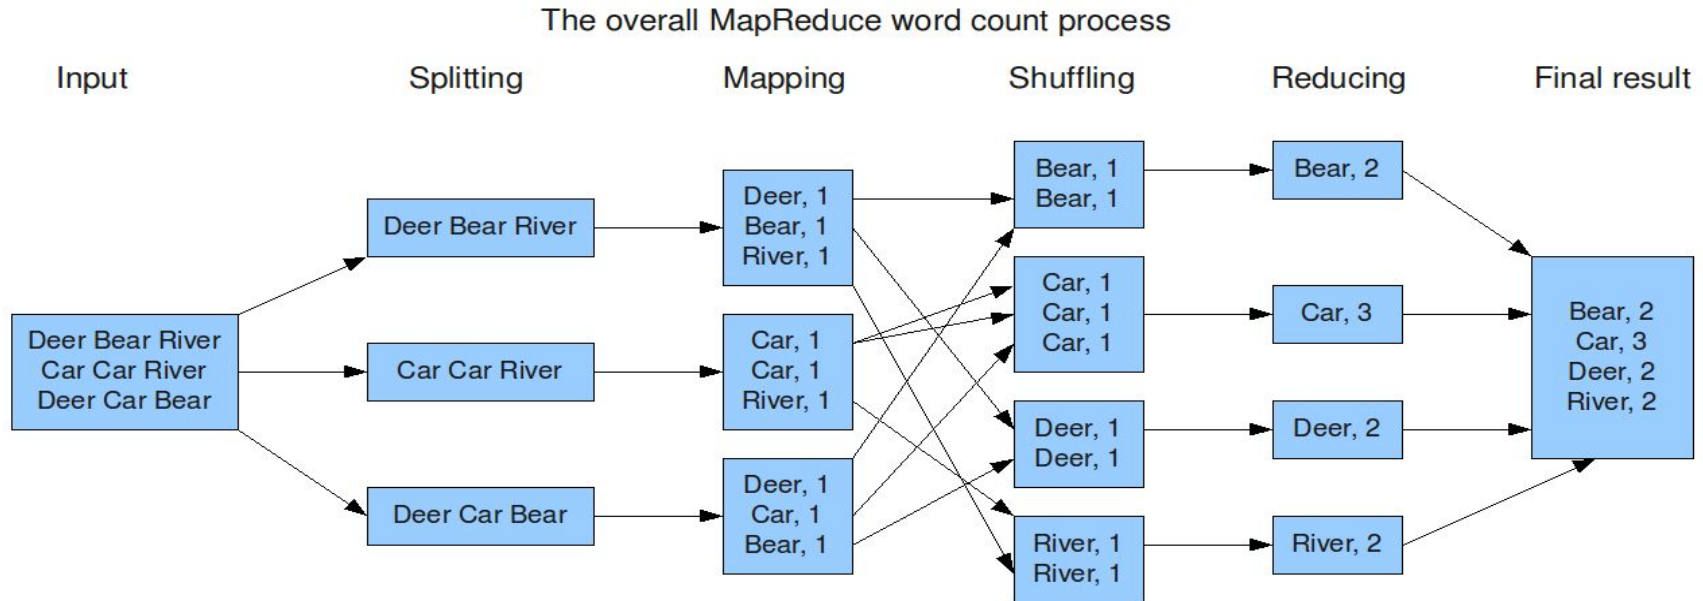 The overall MapReduce word count process
Input
Splitting
Mapping
Shuffling
Reducing
Final result
Deer Bear River
Car Car River
Deer Car Bear
Deer Bear River
Car Car River
Deer Car Bear
Deer, 1
Bear, 1
River, 1
Car, 1
Car, 1
River, 1
Deer, 1
Car, 1
Bear, 1
Bear, 1
Bear, 1
Car, 1
Car, 1
Car, 1
Deer, 1
Deer, 1
River, 1
River, 1
Bear, 2
Car, 3
Deer, 2
River, 2
Bear, 2
Car, 3
Deer, 2
River, 2